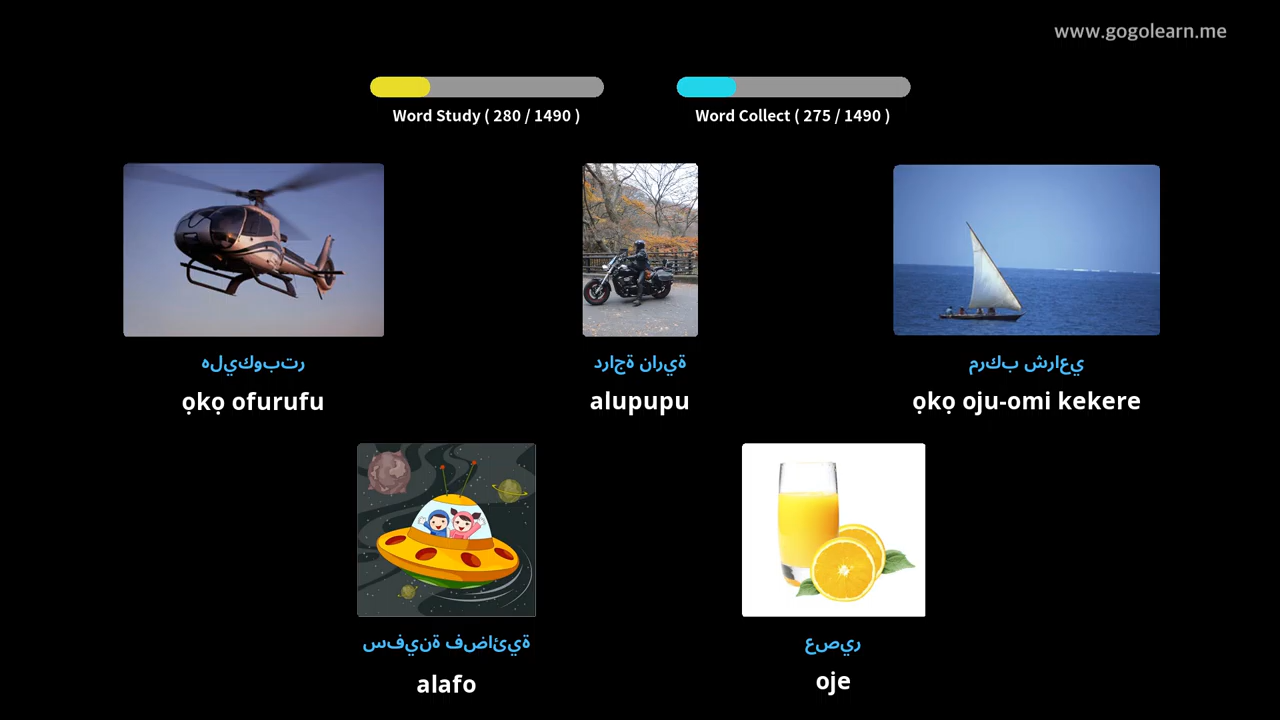 www.gogolearn.me
Word Study ( 280 / 1490 )
Word Collect ( 275 / 1490 )
هليكوبتر
دراجة نارية
مركب شراعي
ọkọ ofurufu
alupupu
ọkọ oju-omi kekere
سفينة فضائية
عصير
alafo
oje